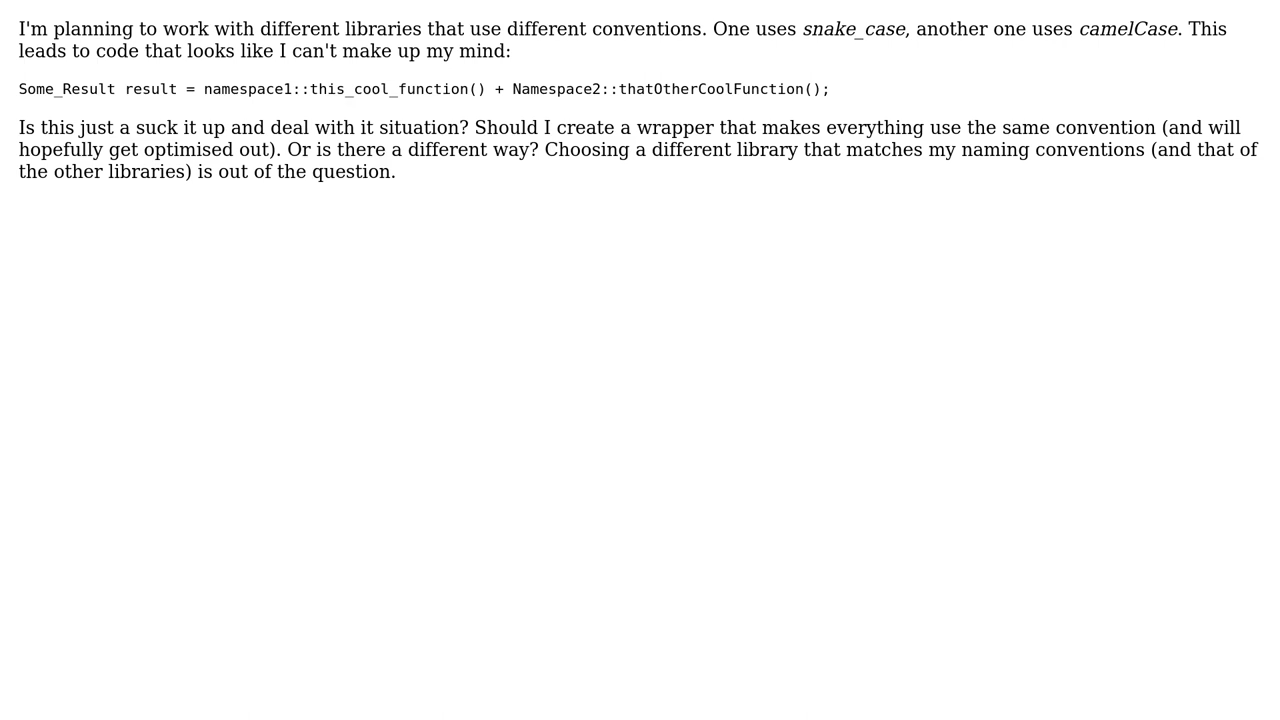 I'm planning to work with different libraries that use different conventions. One uses snake_case, another one uses camelCase. This
leads to code that looks like I can't make up my mind:
Some_Result result = namespace1::this_cool_function() + Namespace2::thatOtherCoolFunction();
Is this just a suck it up and deal with it situation? Should I create a wrapper that makes everything use the same convention (and will
hopefully get optimised out). Or is there a different way? Choosing a different library that matches my naming conventions (and that of
the other libraries) is out of the question.